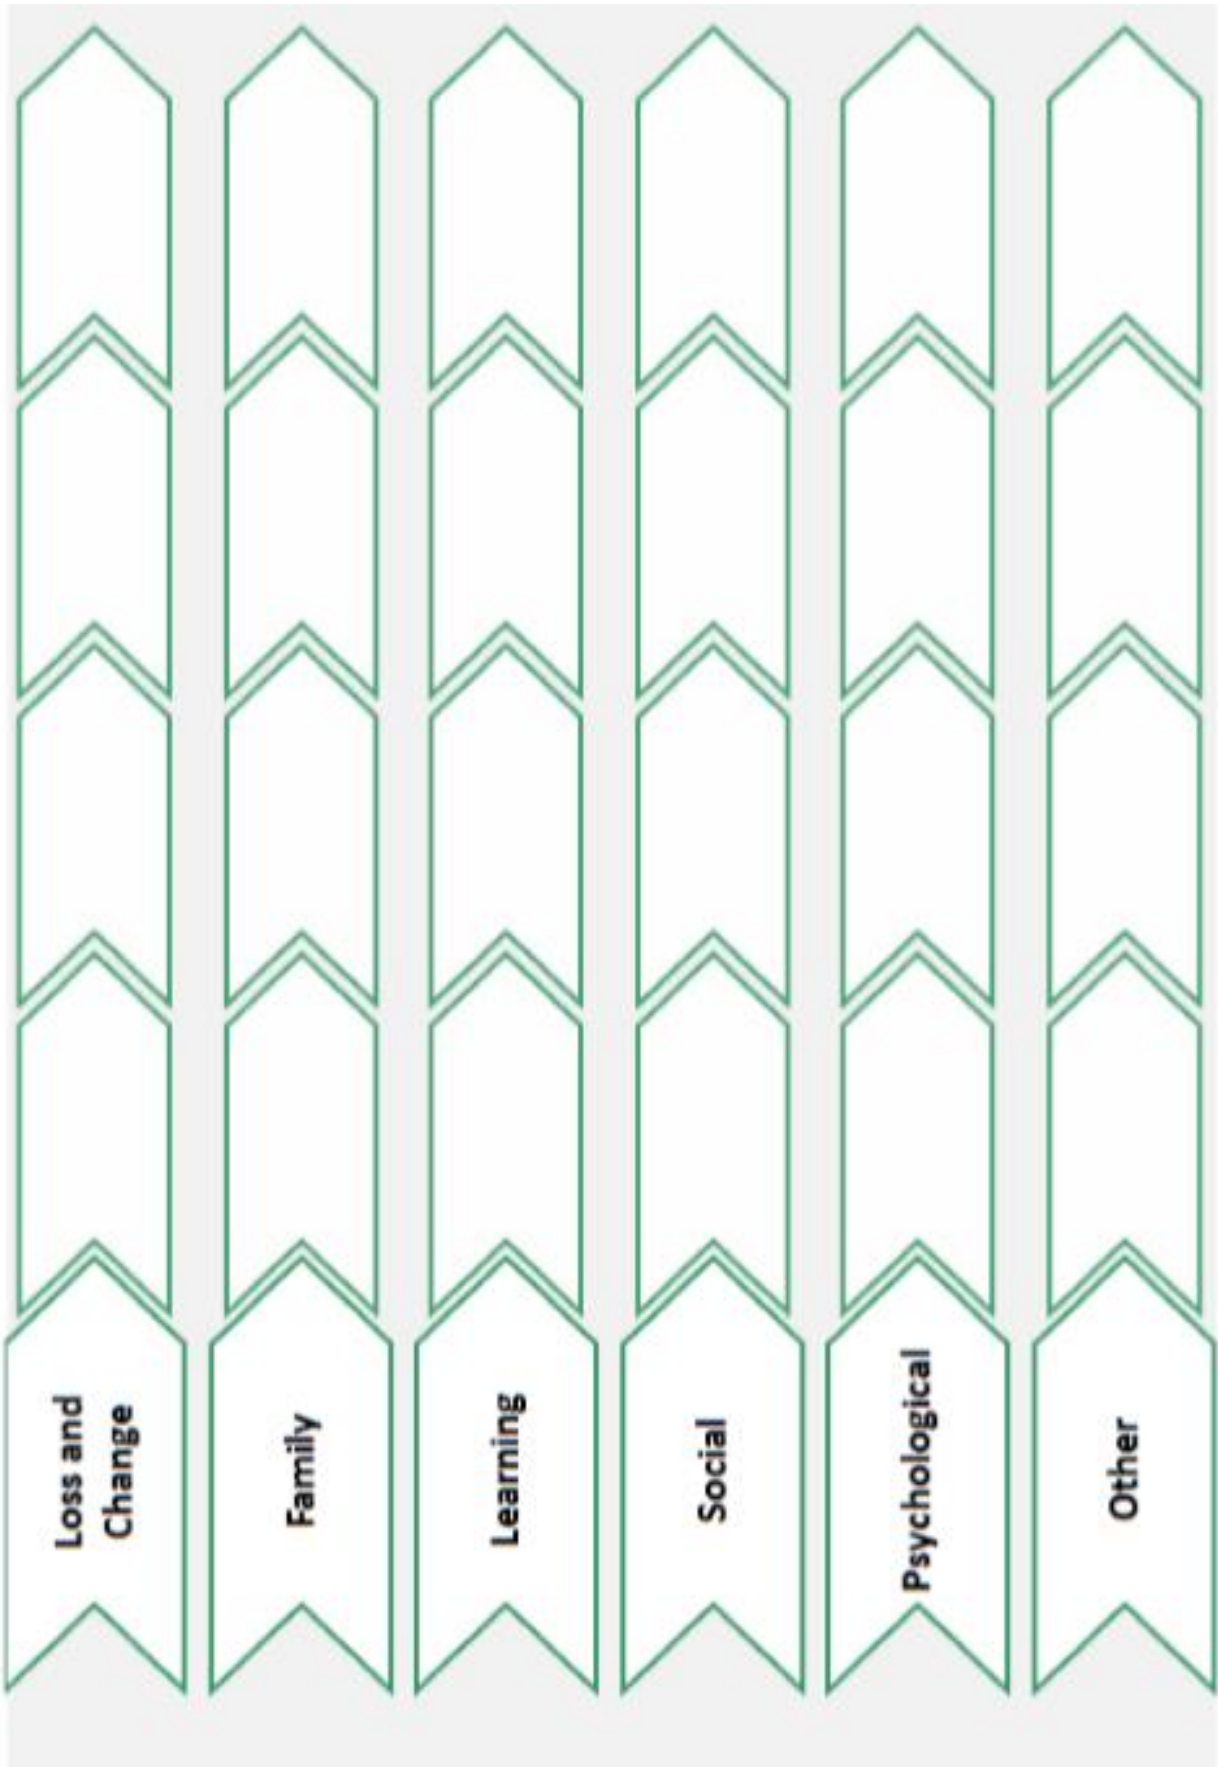 Loss and
Change
Family
Learning
Social
Psychological
Other